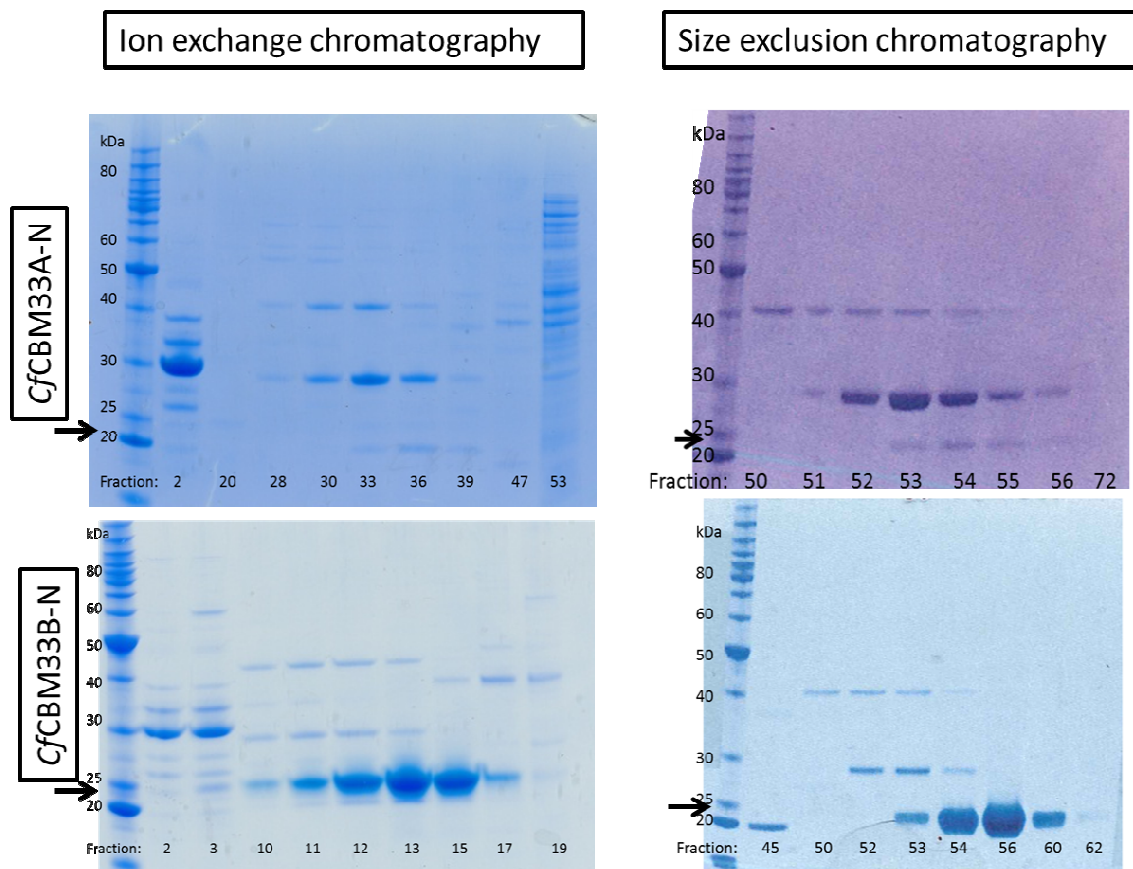 Ion exchange chromatography
Size exclusion chromatography
CfCBM33A-N
kDa
80
60
50
40
30
25
20
Fraction: 2 20 28 30 33 36 39 47 53
kDa
80
60
50
40
30
25
20
Fraction: 50 51 52 53 54 55 56 72
CfCBM33B-N
kDa
80
60
50
40
30
25
20
Fraction: 2 3 10 11 12 13 15 17 19
kDa
80
60
50
40
30
25
20
Fraction: 45 50 52 53 54 56 60 62